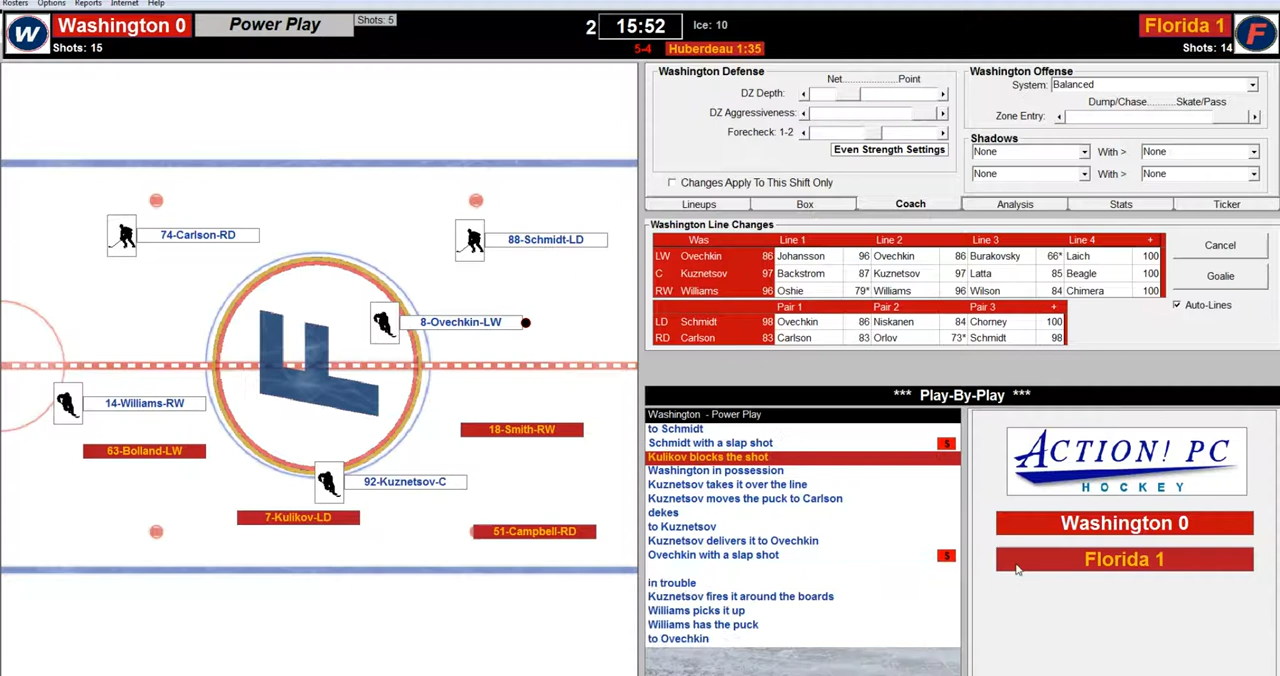 Rosters Options Reports Internet Help
W Washington 0 Power Play Shots: 5 2 15:52 Ice: 10 Florida 1 F
Shots: 15 5-4 Huberdeau 1:35 Shots: 14
Washington Defense
Net..................Point
DZ Depth:
DZ Aggressiveness:
Forecheck: 1-2
Even Strength Settings
Changes Apply To This Shift Only
Washington Offense
System: Balanced
Dump/Chase..........Skate/Pass
Zone Entry:
Shadows
None With > None
None With > None
Lineups Box Coach Analysis Stats Ticker
74-Carlson-RD
88-Schmidt-LD
8-Ovechkin-LW
14-Williams-RW
63-Bolland-LW
18-Smith-RW
92-Kuznetsov-C
7-Kulikov-LD
51-Campbell-RD
Washington Line Changes
Was Line 1 Line 2 Line 3 Line 4 +
LW Ovechkin 86 Johansson 96 Ovechkin 86 Burakovsky 66* Laich 100
C Kuznetsov 97 Backstrom 87 Kuznetsov 97 Latta 85 Beagle 100
RW Williams 96 Oshie 79* Williams 96 Wilson 84 Chimera 100
Pair 1 Pair 2 Pair 3 +
LD Schmidt 98 Ovechkin 86 Niskanen 84 Chorney 100
RD Carlson 83 Carlson 83 Orlov 73* Schmidt 98
Cancel
Goalie
Auto-Lines
*** Play-By-Play ***
Washington - Power Play
to Schmidt
Schmidt with a slap shot S
Kulikov blocks the shot
Washington in possession
Kuznetsov takes it over the line
Kuznetsov moves the puck to Carlson
dekes
to Kuznetsov
Kuznetsov delivers it to Ovechkin
Ovechkin with a slap shot S
in trouble
Kuznetsov fires it around the boards
Williams picks it up
Williams has the puck
to Ovechkin
ACTION! PC
HOCKEY
Washington 0
Florida 1